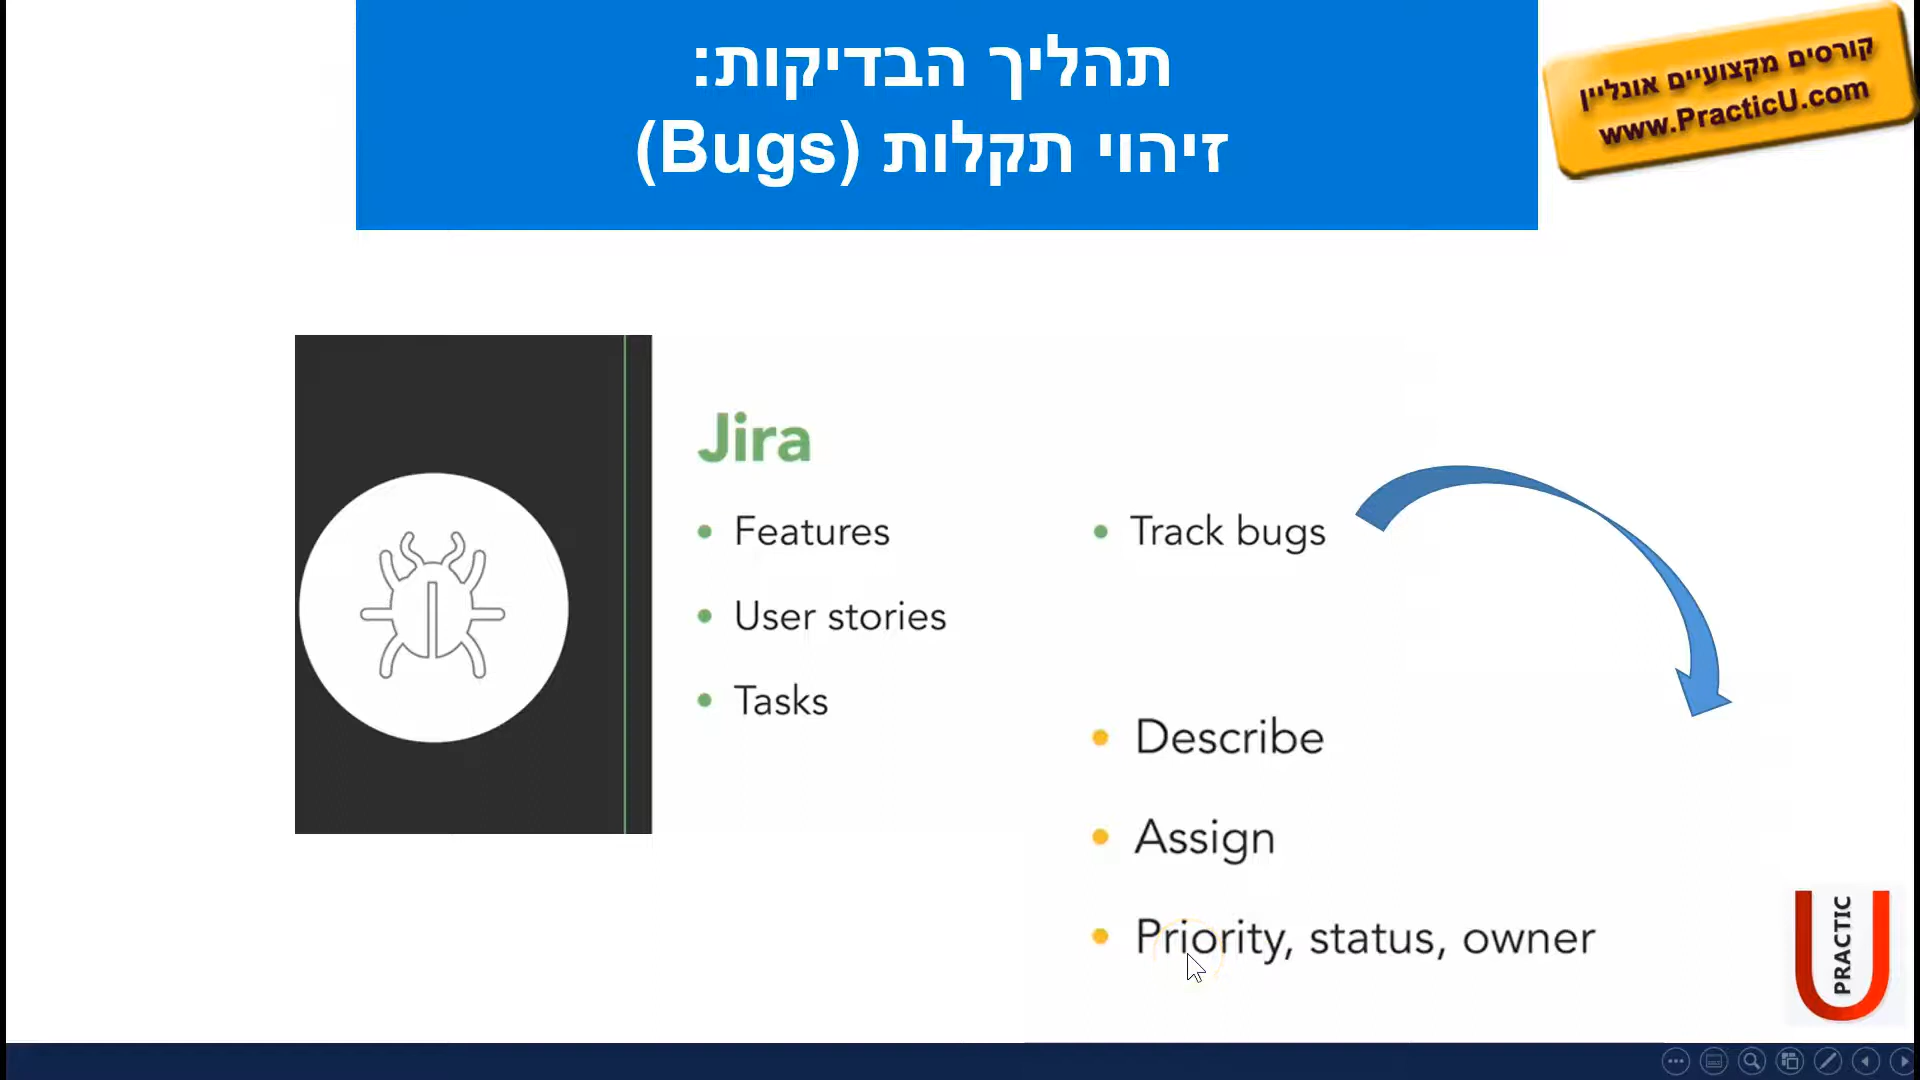 תהליך הבדיקות:
זיהוי תקלות (Bugs)
קורסים מקצועיים אונליין
www.PracticU.com
Jira
Features
User stories
Tasks
Track bugs
Describe
Assign
Priority, status, owner
PRACTIC
U